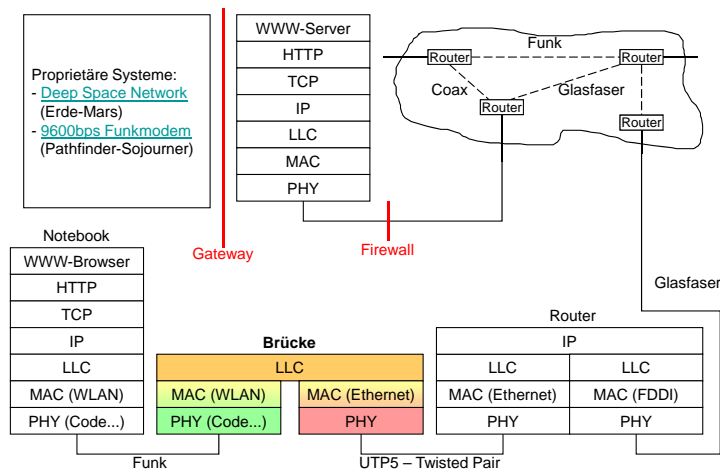 Proprietäre Systeme:
- Deep Space Network
(Erde-Mars)
- 9600bps Funkmodem
(Pathfinder-Sojourner)
Gateway
WWW-Server
HTTP
TCP
IP
LLC
MAC
PHY
Firewall
Funk
Router
Router
Coax
Glasfaser
Router
Router
Glasfaser
Notebook
WWW-Browser
HTTP
TCP
IP
LLC
MAC (WLAN)
PHY (Code...)
Funk
Brücke
LLC
MAC (WLAN)
MAC (Ethernet)
PHY (Code...)
PHY
UTP5 – Twisted Pair
Router
IP
LLC
LLC
MAC (Ethernet)
MAC (FDDI)
PHY
PHY